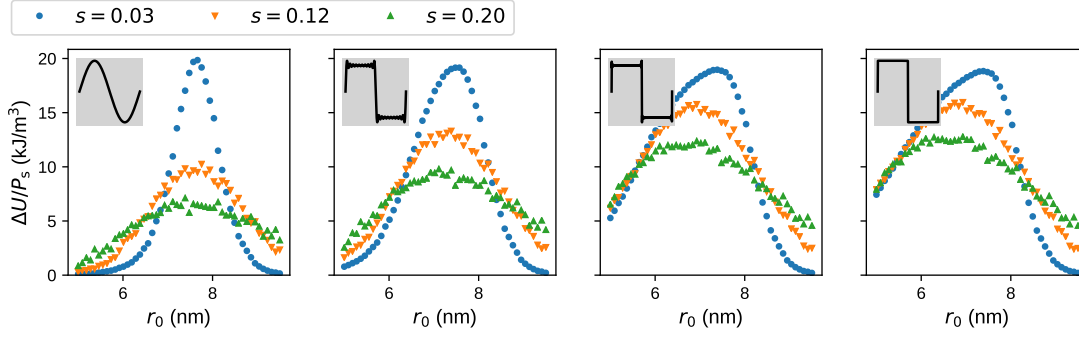 s = 0.03 s = 0.12 s = 0.20
20
15
10
5
0
ΔU/Pₛ (kJ/m³)
6 8 6 8 6 8 6 8
r₀ (nm) r₀ (nm) r₀ (nm) r₀ (nm)